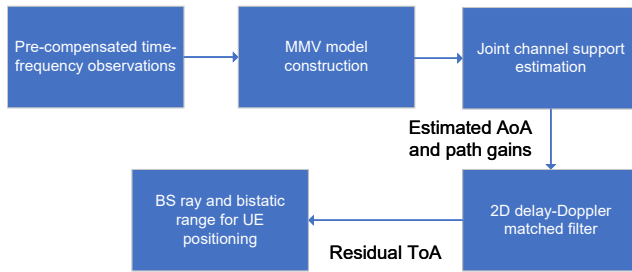 Pre-compensated time-
frequency observations
MMV model
construction
Joint channel support
estimation
Estimated AoA
and path gains
2D delay-Doppler
matched filter
Residual ToA
BS ray and bistatic
range for UE
positioning